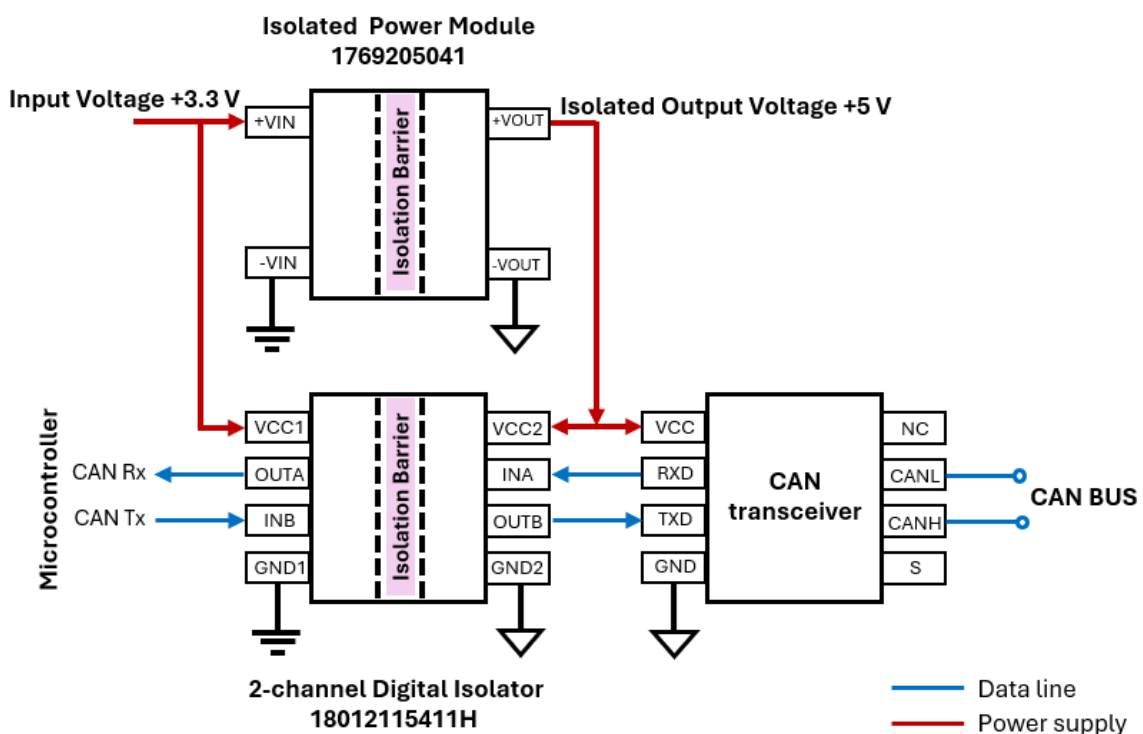 Isolated Power Module
1769205041
Input Voltage +3.3 V
Isolated Output Voltage +5 V
+VIN
Isolation Barrier
+VOUT
-VIN
-VOUT
Microcontroller
CAN Rx
CAN Tx
VCC1
OUTA
INB
GND1
Isolation Barrier
VCC2
INA
OUTB
GND2
VCC
RXD
TXD
GND
CAN
transceiver
NC
CANL
CANH
S
CAN BUS
2-channel Digital Isolator
18012115411H
Data line
Power supply